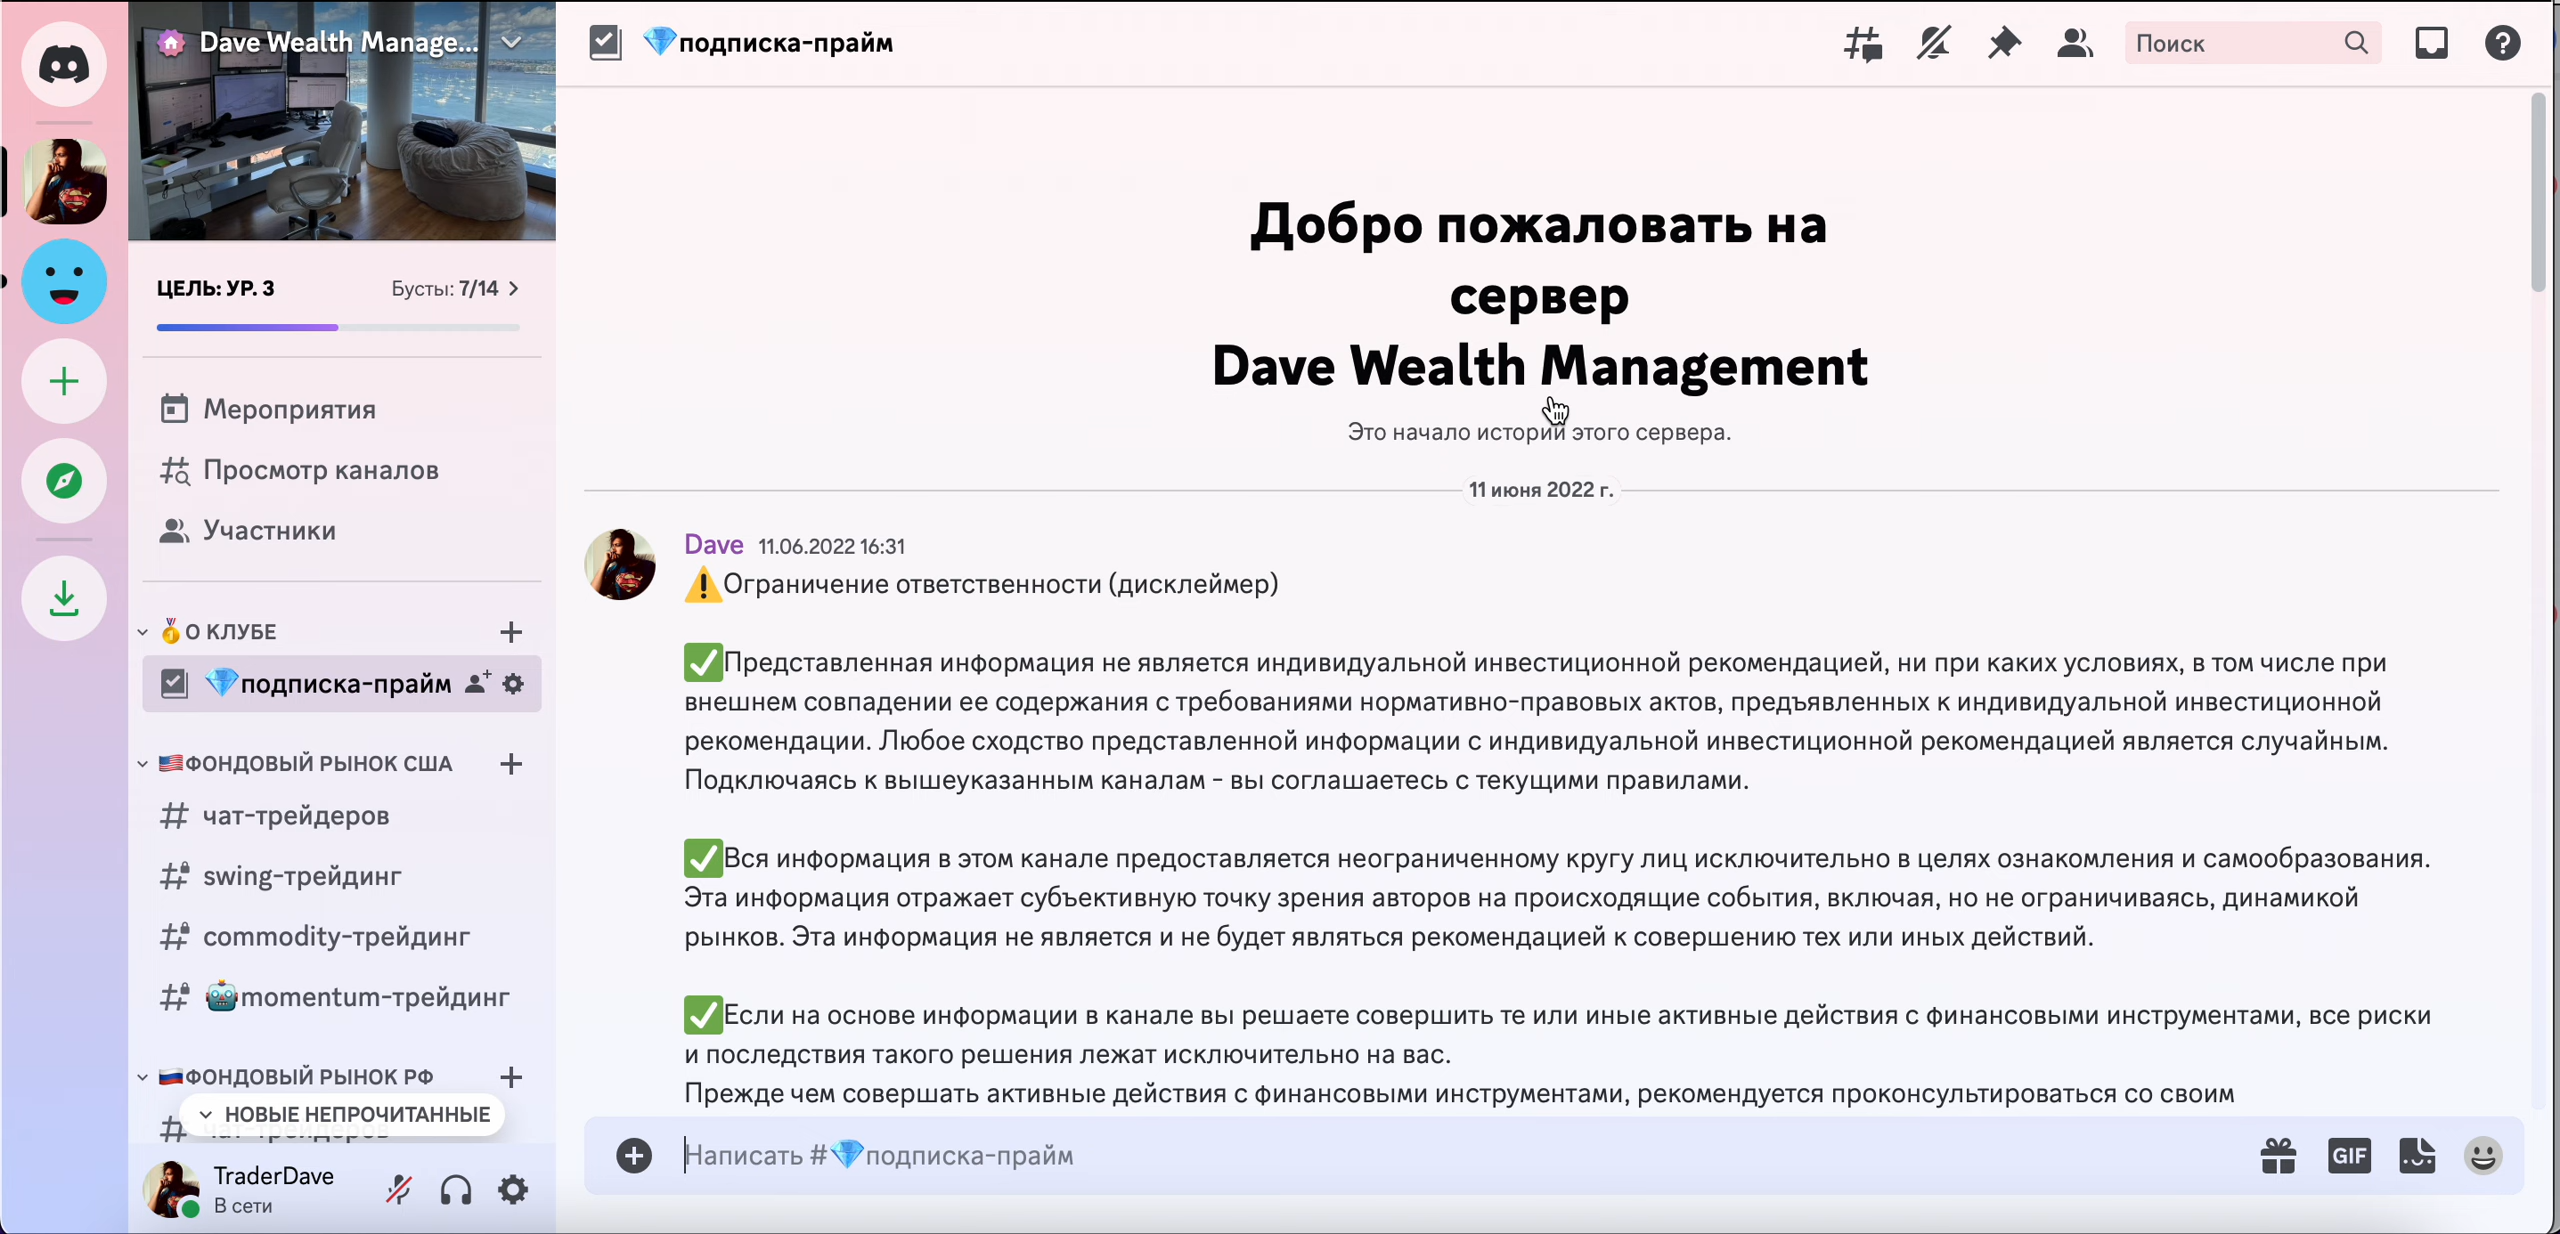 Dave Wealth Manage...
ЦЕЛЬ: УР. 3
Бусты: 7/14
Мероприятия
Просмотр каналов
Участники
🥇О КЛУБЕ
💎подписка-прайм
🇺🇸ФОНДОВЫЙ РЫНОК США
чат-трейдеров
swing-трейдинг
commodity-трейдинг
🤖momentum-трейдинг
🇷🇺ФОНДОВЫЙ РЫНОК РФ
НОВЫЕ НЕПРОЧИТАННЫЕ
чат-трейдеров
TraderDave
В сети
💎подписка-прайм
Поиск
Добро пожаловать на
сервер
Dave Wealth Management
Это начало истории этого сервера.
11 июня 2022 г.
Dave 11.06.2022 16:31
⚠️Ограничение ответственности (дисклеймер)
✅Представленная информация не является индивидуальной инвестиционной рекомендацией, ни при каких условиях, в том числе при
внешнем совпадении ее содержания с требованиями нормативно-правовых актов, предъявленных к индивидуальной инвестиционной
рекомендации. Любое сходство представленной информации с индивидуальной инвестиционной рекомендацией является случайным.
Подключаясь к вышеуказанным каналам - вы соглашаетесь с текущими правилами.
✅Вся информация в этом канале предоставляется неограниченному кругу лиц исключительно в целях ознакомления и самообразования.
Эта информация отражает субъективную точку зрения авторов на происходящие события, включая, но не ограничиваясь, динамикой
рынков. Эта информация не является и не будет являться рекомендацией к совершению тех или иных действий.
✅Если на основе информации в канале вы решаете совершить те или иные активные действия с финансовыми инструментами, все риски
и последствия такого решения лежат исключительно на вас.
Прежде чем совершать активные действия с финансовыми инструментами, рекомендуется проконсультироваться со своим
Написать #💎подписка-прайм
GIF